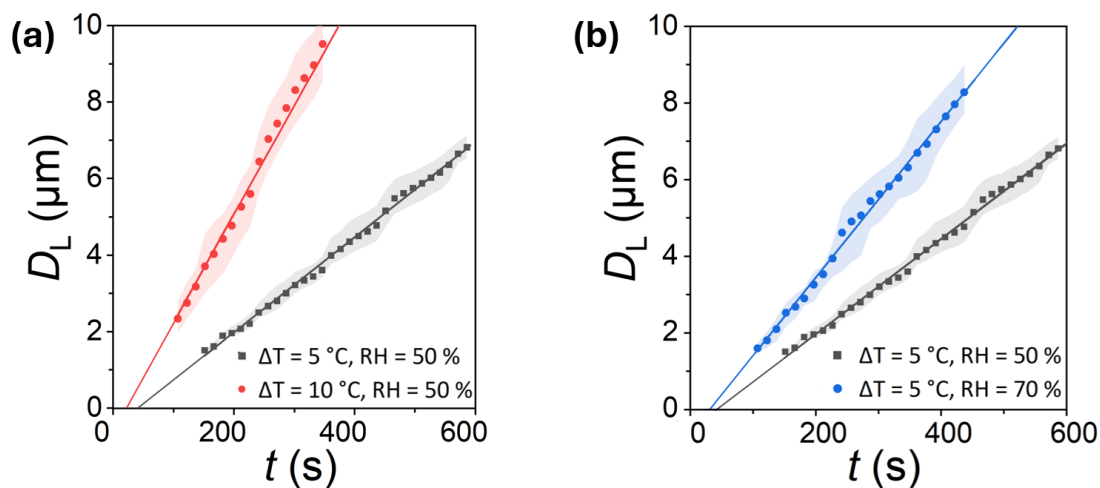 (a)
10
8
6
4
2
0
D_L (μm)
0 200 400 600
t (s)
ΔT = 5 °C, RH = 50 %
ΔT = 10 °C, RH = 50 %
(b)
10
8
6
4
2
0
D_L (μm)
0 200 400 600
t (s)
ΔT = 5 °C, RH = 50 %
ΔT = 5 °C, RH = 70 %